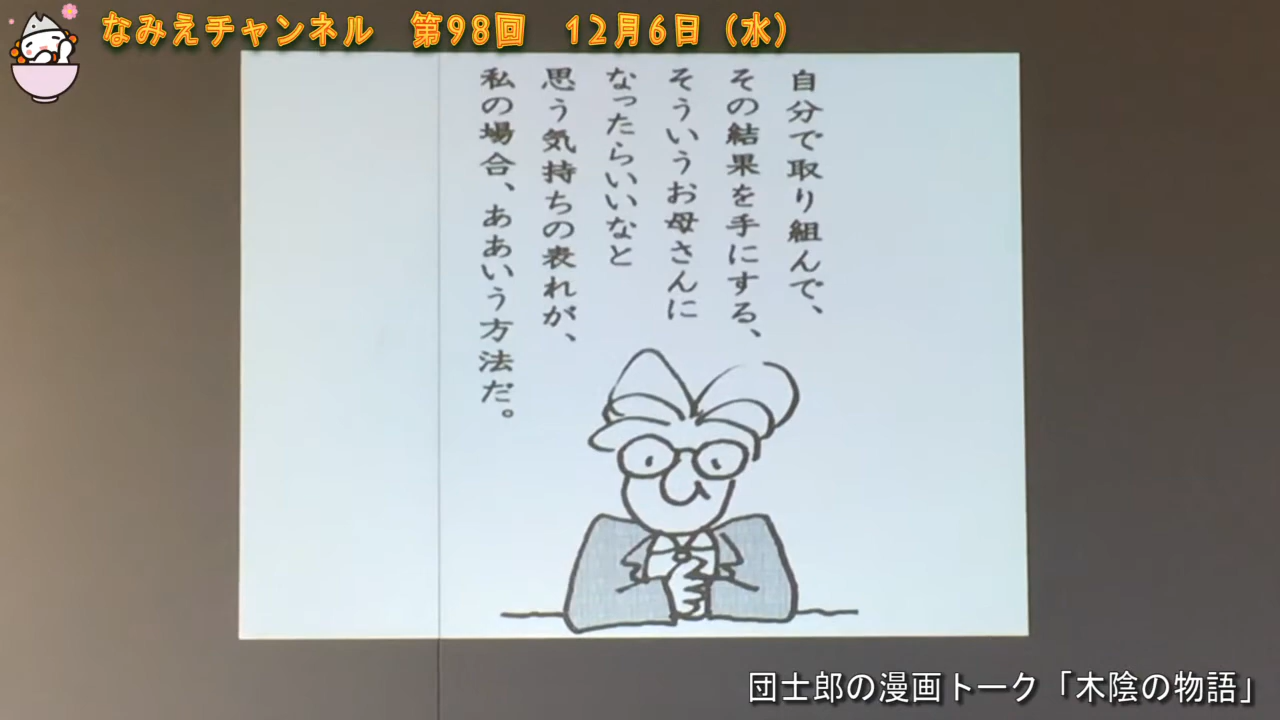 なみえチャンネル　第98回　12月6日（水）
自分で取り組んで、
その結果を手にする、
そういうお母さんに
なったらいいなと
思う気持ちの表れが、
私の場合、ああいう方法だ。
団士郎の漫画トーク「木陰の物語」